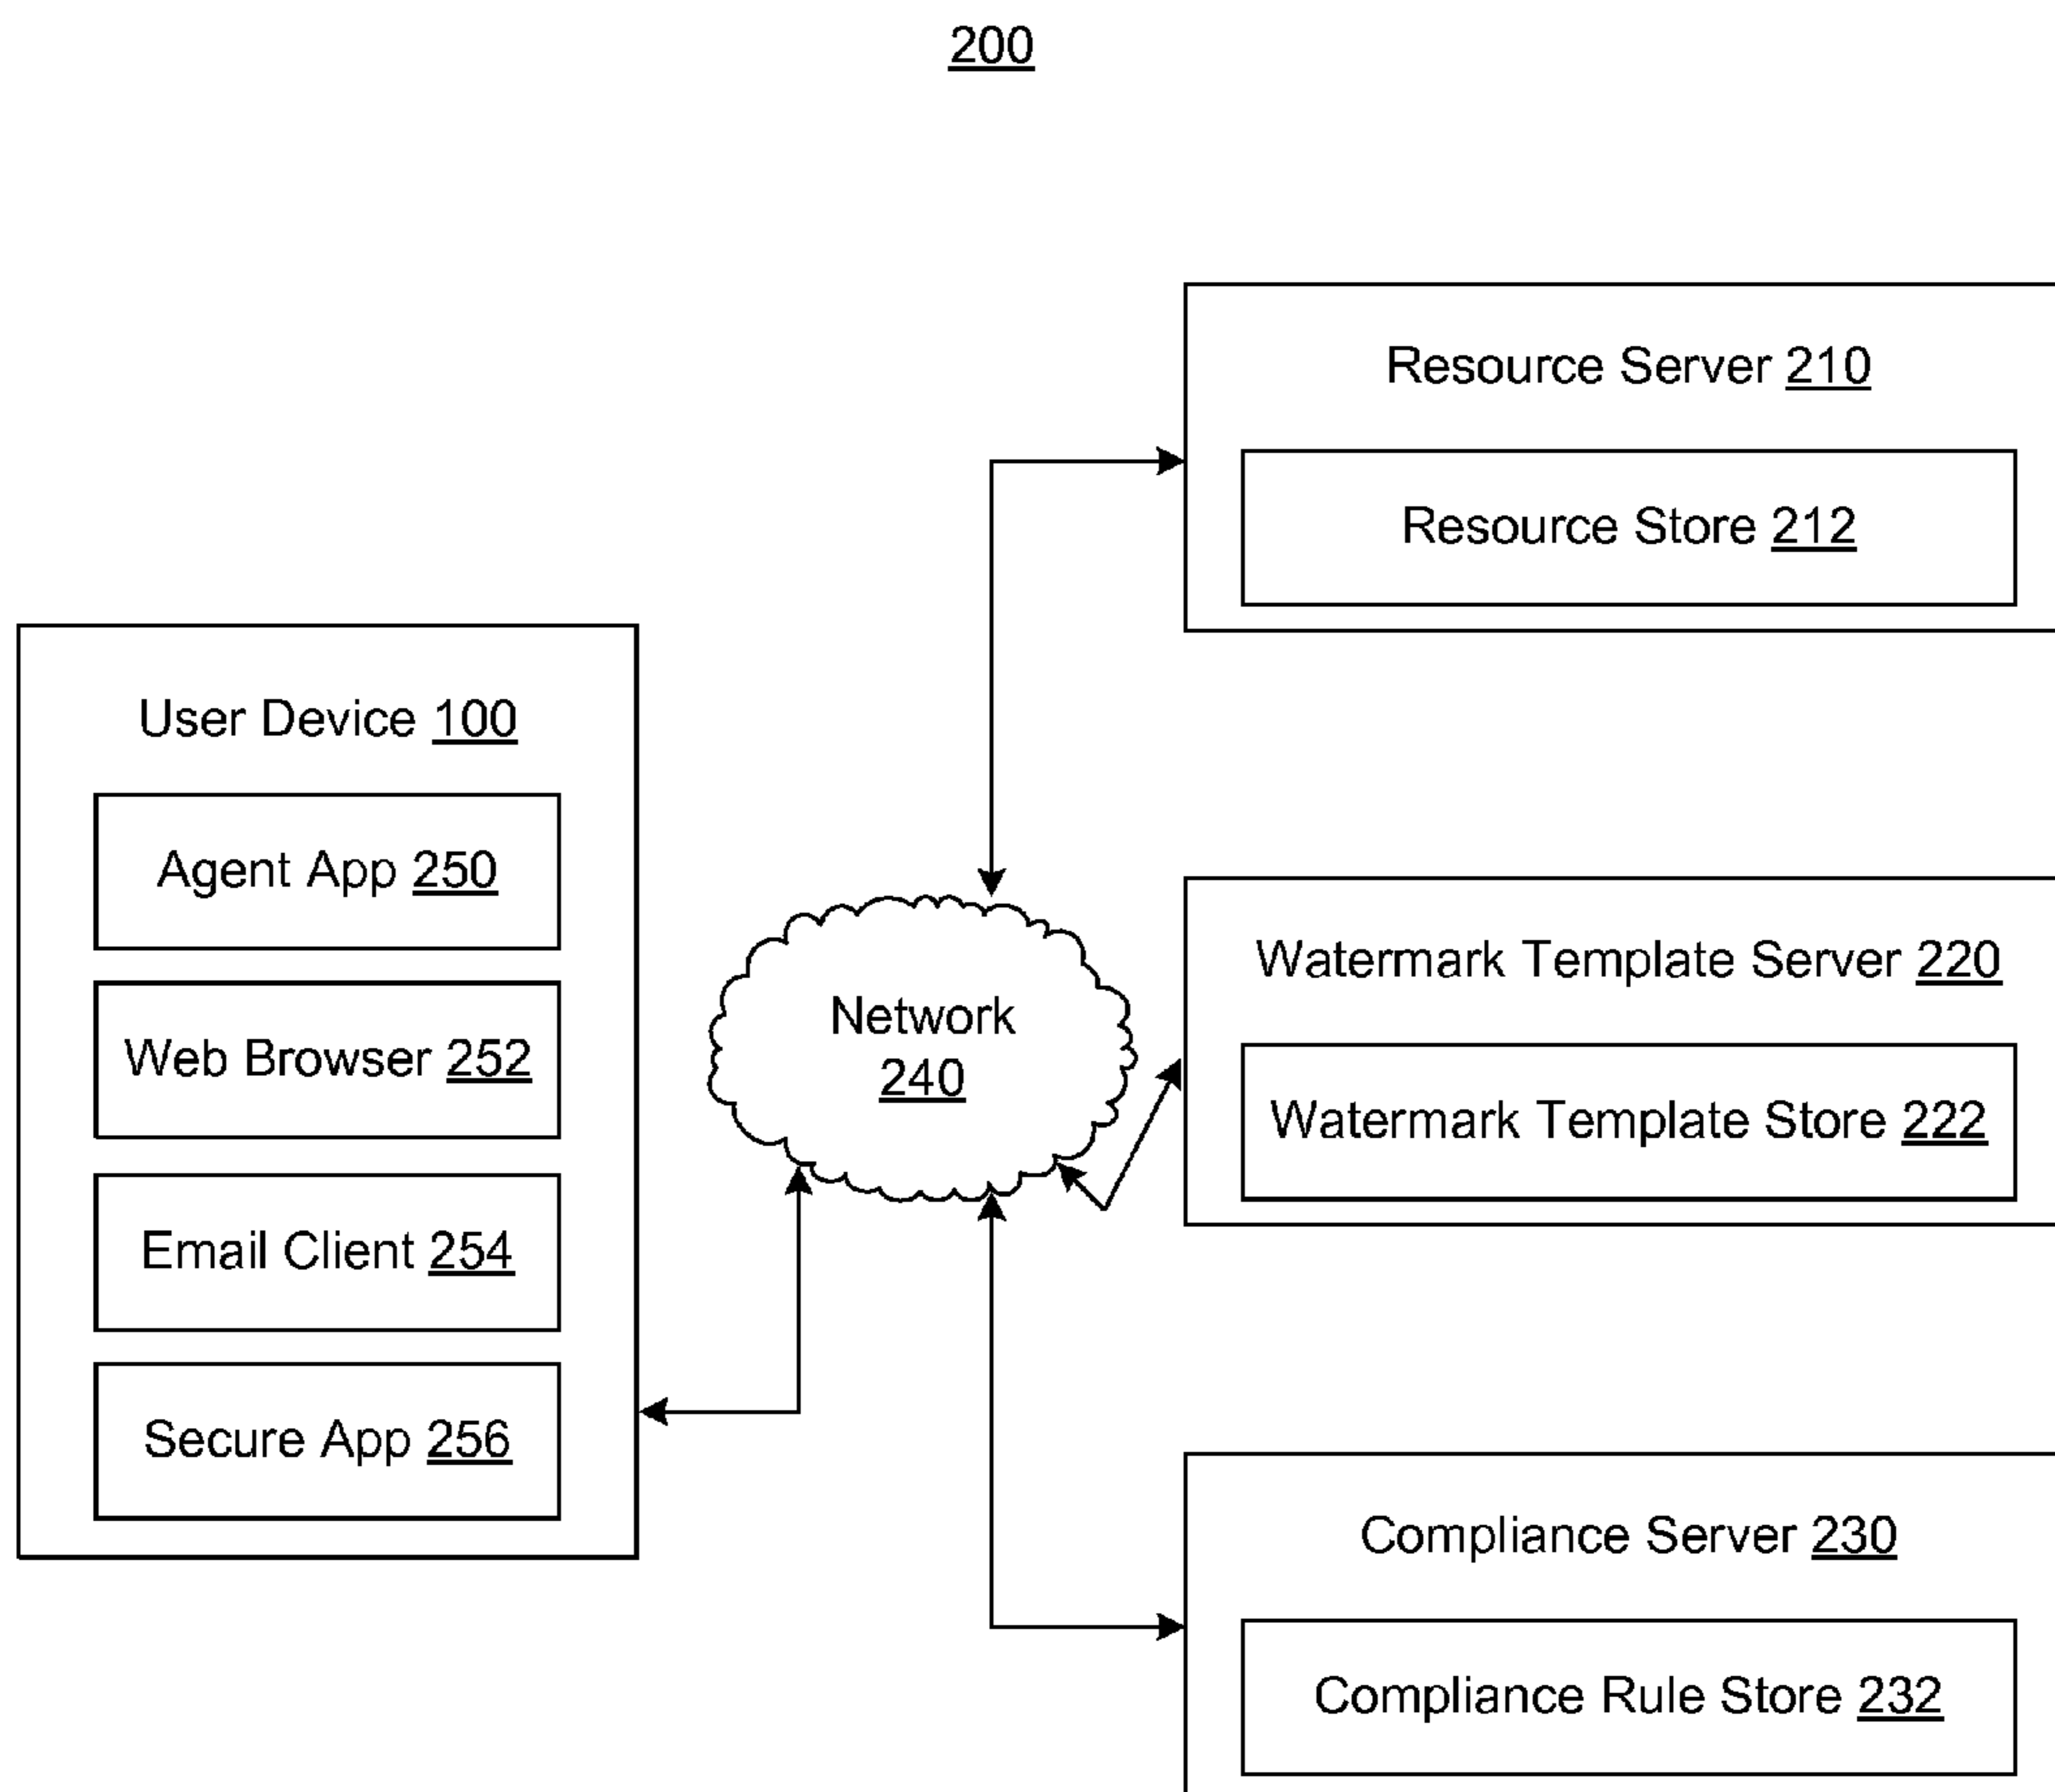 200
Resource Server 210
Resource Store 212
User Device 100
Agent App 250
Web Browser 252
Email Client 254
Secure App 256
Network
240
Watermark Template Server 220
Watermark Template Store 222
Compliance Server 230
Compliance Rule Store 232